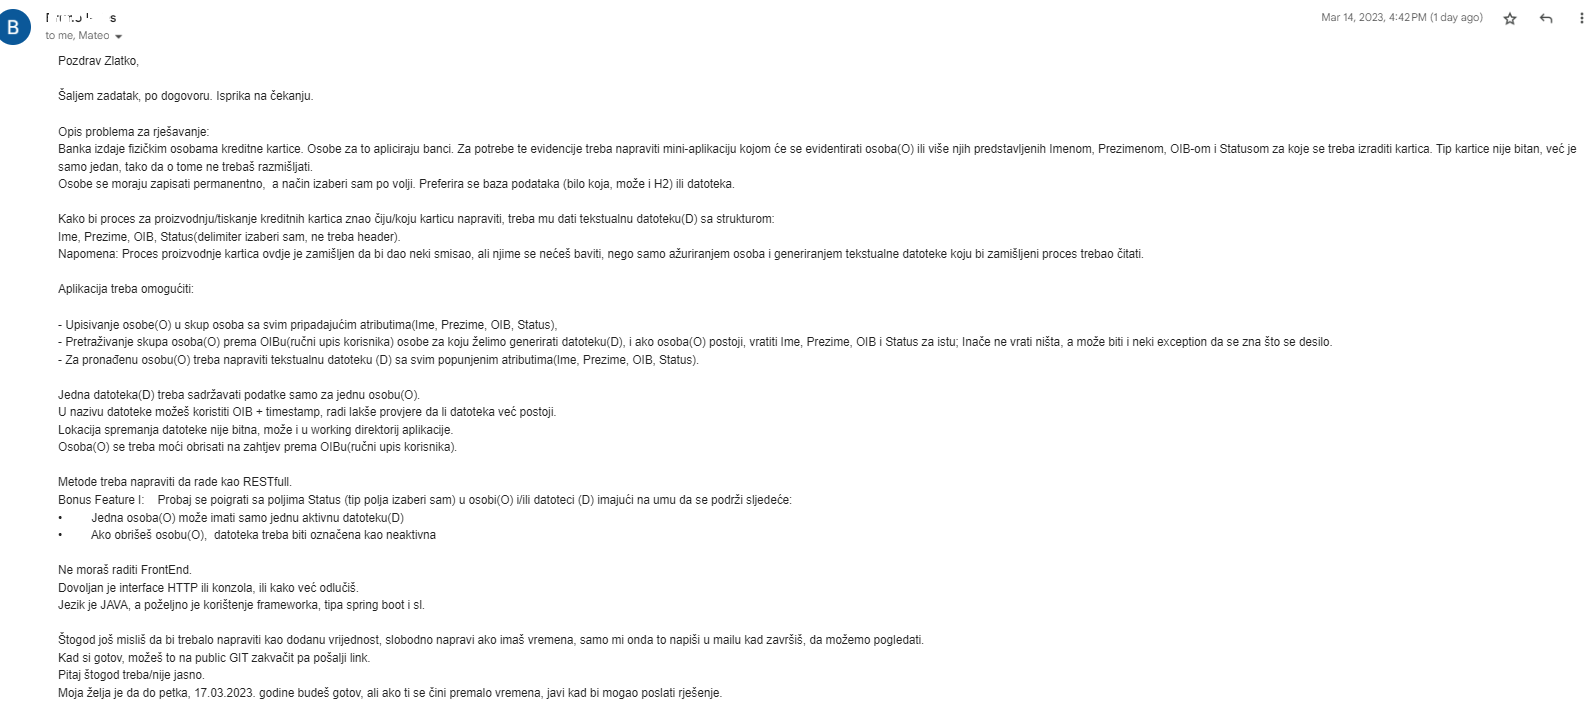 B
Mar 14, 2023, 4:42 PM (1 day ago)
to me, Mateo
Pozdrav Zlatko,
Šaljem zadatak, po dogovoru. Isprika na čekanju.
Opis problema za rješavanje:
Banka izdaje fizičkim osobama kreditne kartice. Osobe za to apliciraju banci. Za potrebe te evidencije treba napraviti mini-aplikaciju kojom će se evidentirati osoba(O) ili više njih predstavljenih Imenom, Prezimenom, OIB-om i Statusom za koje se treba izraditi kartica. Tip kartice nije bitan, već je
samo jedan, tako da o tome ne trebaš razmišljati.
Osobe se moraju zapisati permanentno, a način izaberi sam po volji. Preferira se baza podataka (bilo koja, može i H2) ili datoteka.
Kako bi proces za proizvodnju/tiskanje kreditnih kartica znao čiju/koju karticu napraviti, treba mu dati tekstualnu datoteku(D) sa strukturom:
Ime, Prezime, OIB, Status(delimiter izaberi sam, ne treba header).
Napomena: Proces proizvodnje kartica ovdje je zamišljen da bi dao neki smisao, ali njime se nećeš baviti, nego samo ažuriranjem osoba i generiranjem tekstualne datoteke koju bi zamišljeni proces trebao čitati.
Aplikacija treba omogućiti:
- Upisivanje osobe(O) u skup osoba sa svim pripadajućim atributima(Ime, Prezime, OIB, Status),
- Pretraživanje skupa osoba(O) prema OIBu(ručni upis korisnika) osobe za koju želimo generirati datoteku(D), i ako osoba(O) postoji, vratiti Ime, Prezime, OIB i Status za istu; Inače ne vrati ništa, a može biti i neki exception da se zna što se desilo.
- Za pronađenu osobu(O) treba napraviti tekstualnu datoteku (D) sa svim popunjenim atributima(Ime, Prezime, OIB, Status).
Jedna datoteka(D) treba sadržavati podatke samo za jednu osobu(O).
U nazivu datoteke možeš koristiti OIB + timestamp, radi lakše provjere da li datoteka već postoji.
Lokacija spremanja datoteke nije bitna, može i u working direktorij aplikacije.
Osoba(O) se treba moći obrisati na zahtjev prema OIBu(ručni upis korisnika).
Metode treba napraviti da rade kao RESTfull.
Bonus Feature I: Probaj se poigrati sa poljima Status (tip polja izaberi sam) u osobi(O) i/ili datoteci (D) imajući na umu da se podrži sljedeće:
• Jedna osoba(O) može imati samo jednu aktivnu datoteku(D)
• Ako obrišeš osobu(O), datoteka treba biti označena kao neaktivna
Ne moraš raditi FrontEnd.
Dovoljan je interface HTTP ili konzola, ili kako već odlučiš.
Jezik je JAVA, a poželjno je korištenje frameworka, tipa spring boot i sl.
Štogod još misliš da bi trebalo napraviti kao dodanu vrijednost, slobodno napravi ako imaš vremena, samo mi onda to napiši u mailu kad završiš, da možemo pogledati.
Kad si gotov, možeš to na public GIT zakvačit pa pošalji link.
Pitaj štogod treba/nije jasno.
Moja želja je da do petka, 17.03.2023. godine budeš gotov, ali ako ti se čini premalo vremena, javi kad bi mogao poslati rješenje.